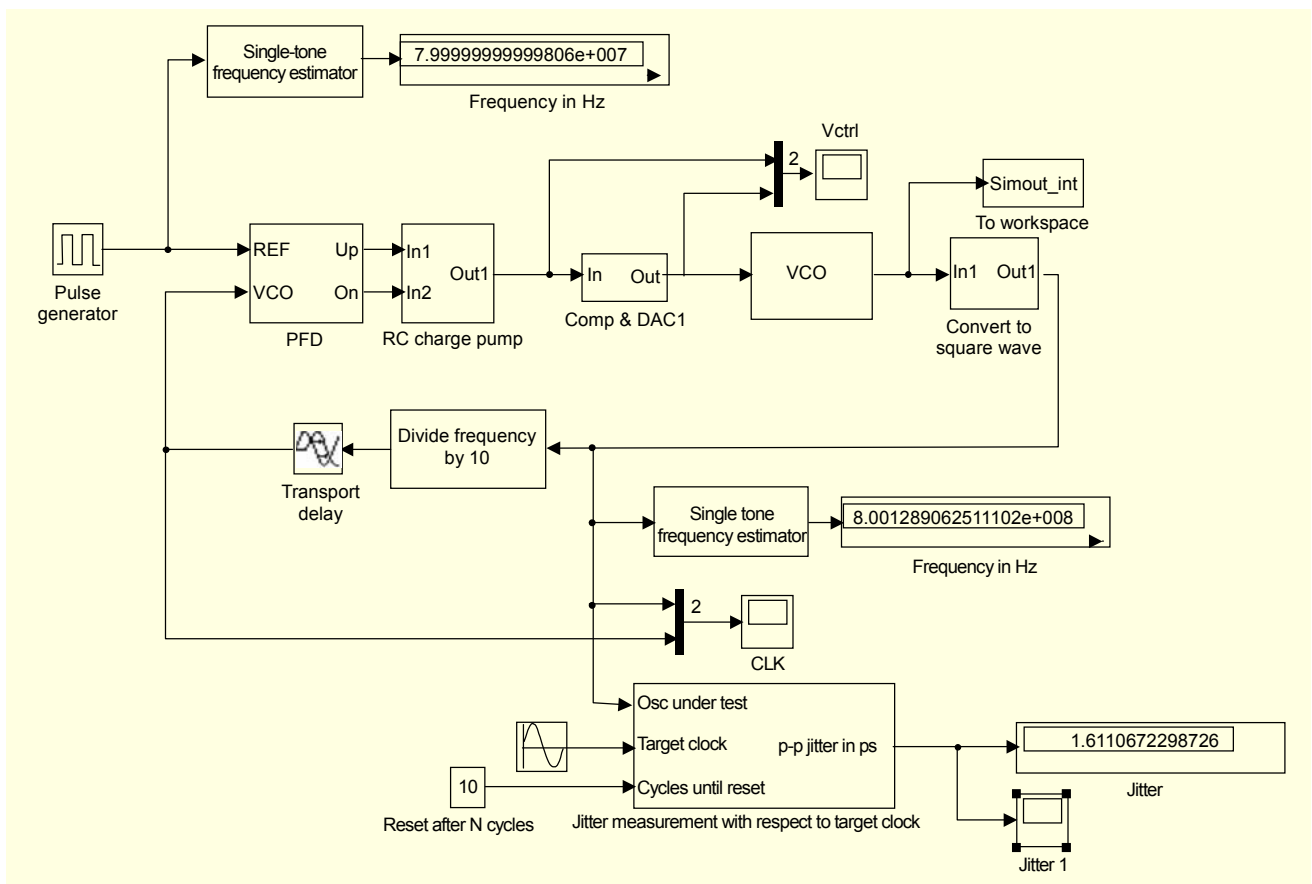 Single-tone
frequency estimator
7.99999999999806e+007
Frequency in Hz
Vctrl
2
Simout_int
To workspace
Pulse
generator
REF
VCO
Up
On
PFD
In1
In2
Out1
RC charge pump
In
Out
Comp & DAC1
VCO
In1
Out1
Convert to
square wave
Divide frequency
by 10
Transport
delay
Single tone
frequency estimator
8.001289062511102e+008
Frequency in Hz
2
CLK
Osc under test
Target clock
Cycles until reset
p-p jitter in ps
10
Reset after N cycles
Jitter measurement with respect to target clock
1.6110672298726
Jitter
Jitter 1